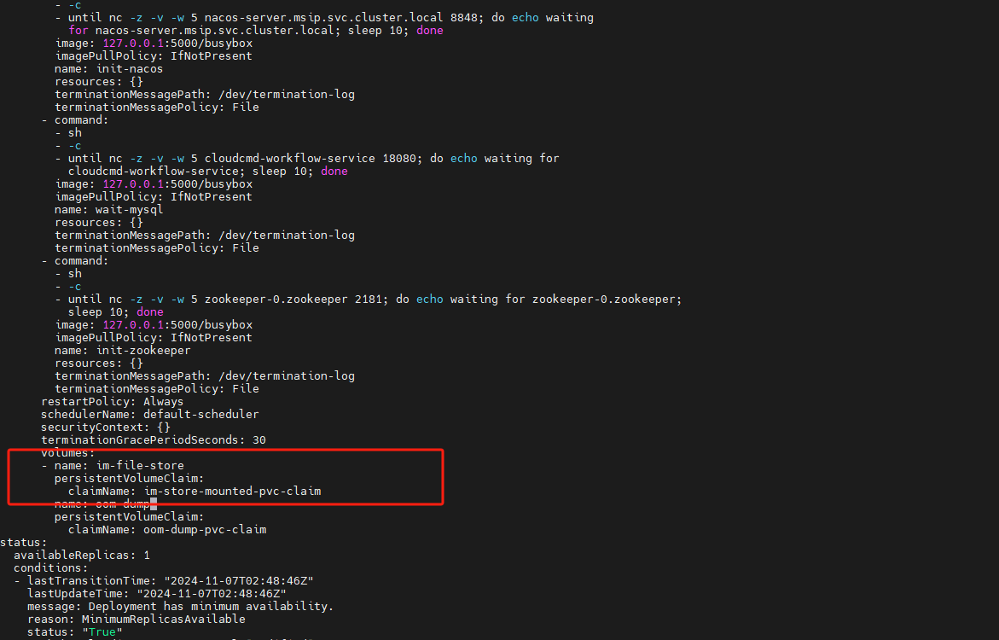 - -c
- until nc -z -v -w 5 nacos-server.msip.svc.cluster.local 8848; do echo waiting
for nacos-server.msip.svc.cluster.local; sleep 10; done
image: 127.0.0.1:5000/busybox
imagePullPolicy: IfNotPresent
name: init-nacos
resources: {}
terminationMessagePath: /dev/termination-log
terminationMessagePolicy: File
- command:
- sh
- -c
- until nc -z -v -w 5 cloudcmd-workflow-service 18080; do echo waiting for
cloudcmd-workflow-service; sleep 10; done
image: 127.0.0.1:5000/busybox
imagePullPolicy: IfNotPresent
name: wait-mysql
resources: {}
terminationMessagePath: /dev/termination-log
terminationMessagePolicy: File
- command:
- sh
- -c
- until nc -z -v -w 5 zookeeper-0.zookeeper 2181; do echo waiting for zookeeper-0.zookeeper;
sleep 10; done
image: 127.0.0.1:5000/busybox
imagePullPolicy: IfNotPresent
name: init-zookeeper
resources: {}
terminationMessagePath: /dev/termination-log
terminationMessagePolicy: File
restartPolicy: Always
schedulerName: default-scheduler
securityContext: {}
terminationGracePeriodSeconds: 30
volumes:
- name: im-file-store
persistentVolumeClaim:
claimName: im-store-mounted-pvc-claim
name: oom-dump
persistentVolumeClaim:
claimName: oom-dump-pvc-claim
status:
availableReplicas: 1
conditions:
- lastTransitionTime: "2024-11-07T02:48:46Z"
lastUpdateTime: "2024-11-07T02:48:46Z"
message: Deployment has minimum availability.
reason: MinimumReplicasAvailable
status: "True"